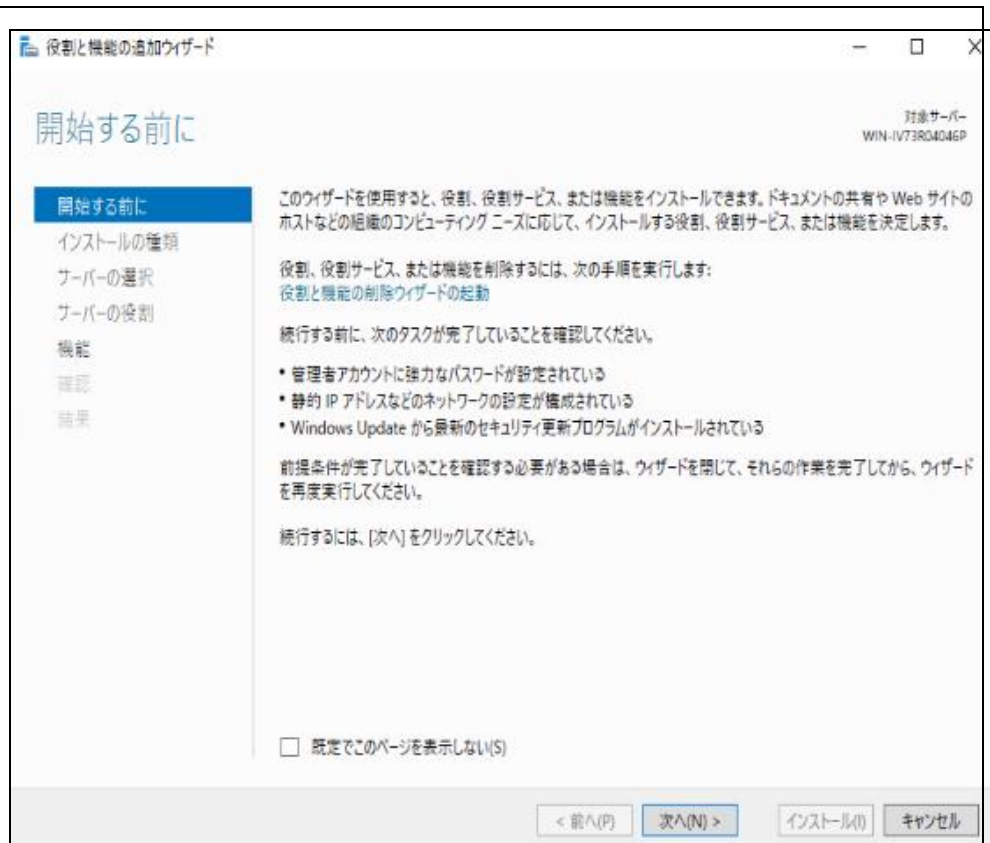 役割と機能の追加ウィザード
開始する前に
対象サーバー
WIN-IV73R04046P
開始する前に
インストールの種類
サーバーの選択
サーバーの役割
機能
確認
結果
このウィザードを使用すると、役割、役割サービス、または機能をインストールできます。ドキュメントの共有や Web サイトの
ホストなどの組織のコンピューティング ニーズに応じて、インストールする役割、役割サービス、または機能を決定します。
役割、役割サービス、または機能を削除するには、次の手順を実行します:
役割と機能の削除ウィザードの起動
続行する前に、次のタスクが完了していることを確認してください。
• 管理者アカウントに強力なパスワードが設定されている
• 静的 IP アドレスなどのネットワークの設定が構成されている
• Windows Update から最新のセキュリティ更新プログラムがインストールされている
前提条件が完了していることを確認する必要がある場合は、ウィザードを閉じて、それらの作業を完了してから、ウィザード
を再度実行してください。
続行するには、[次へ] をクリックしてください。
既定でこのページを表示しない(S)
< 前へ(P)
次へ(N) >
インストール(I)
キャンセル